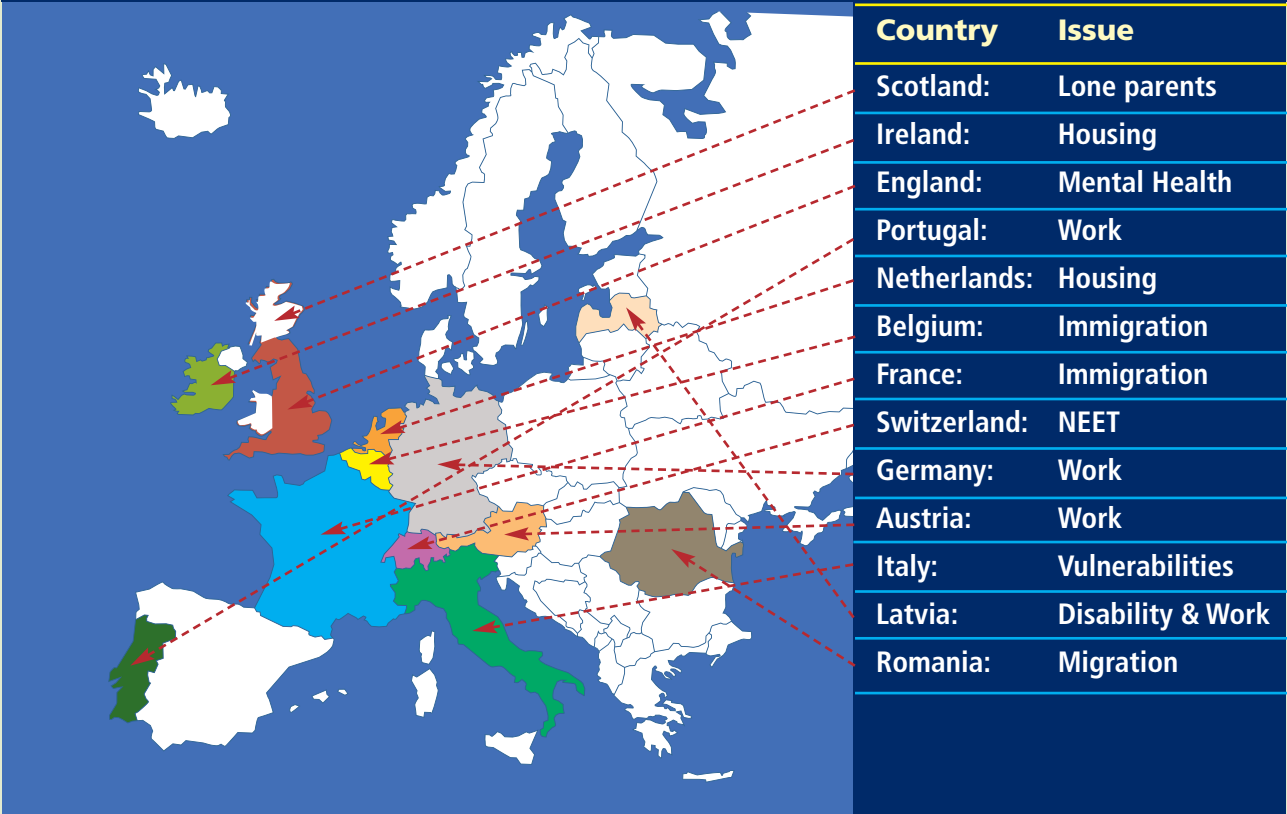 Country Issue
Scotland: Lone parents
Ireland: Housing
England: Mental Health
Portugal: Work
Netherlands: Housing
Belgium: Immigration
France: Immigration
Switzerland: NEET
Germany: Work
Austria: Work
Italy: Vulnerabilities
Latvia: Disability & Work
Romania: Migration